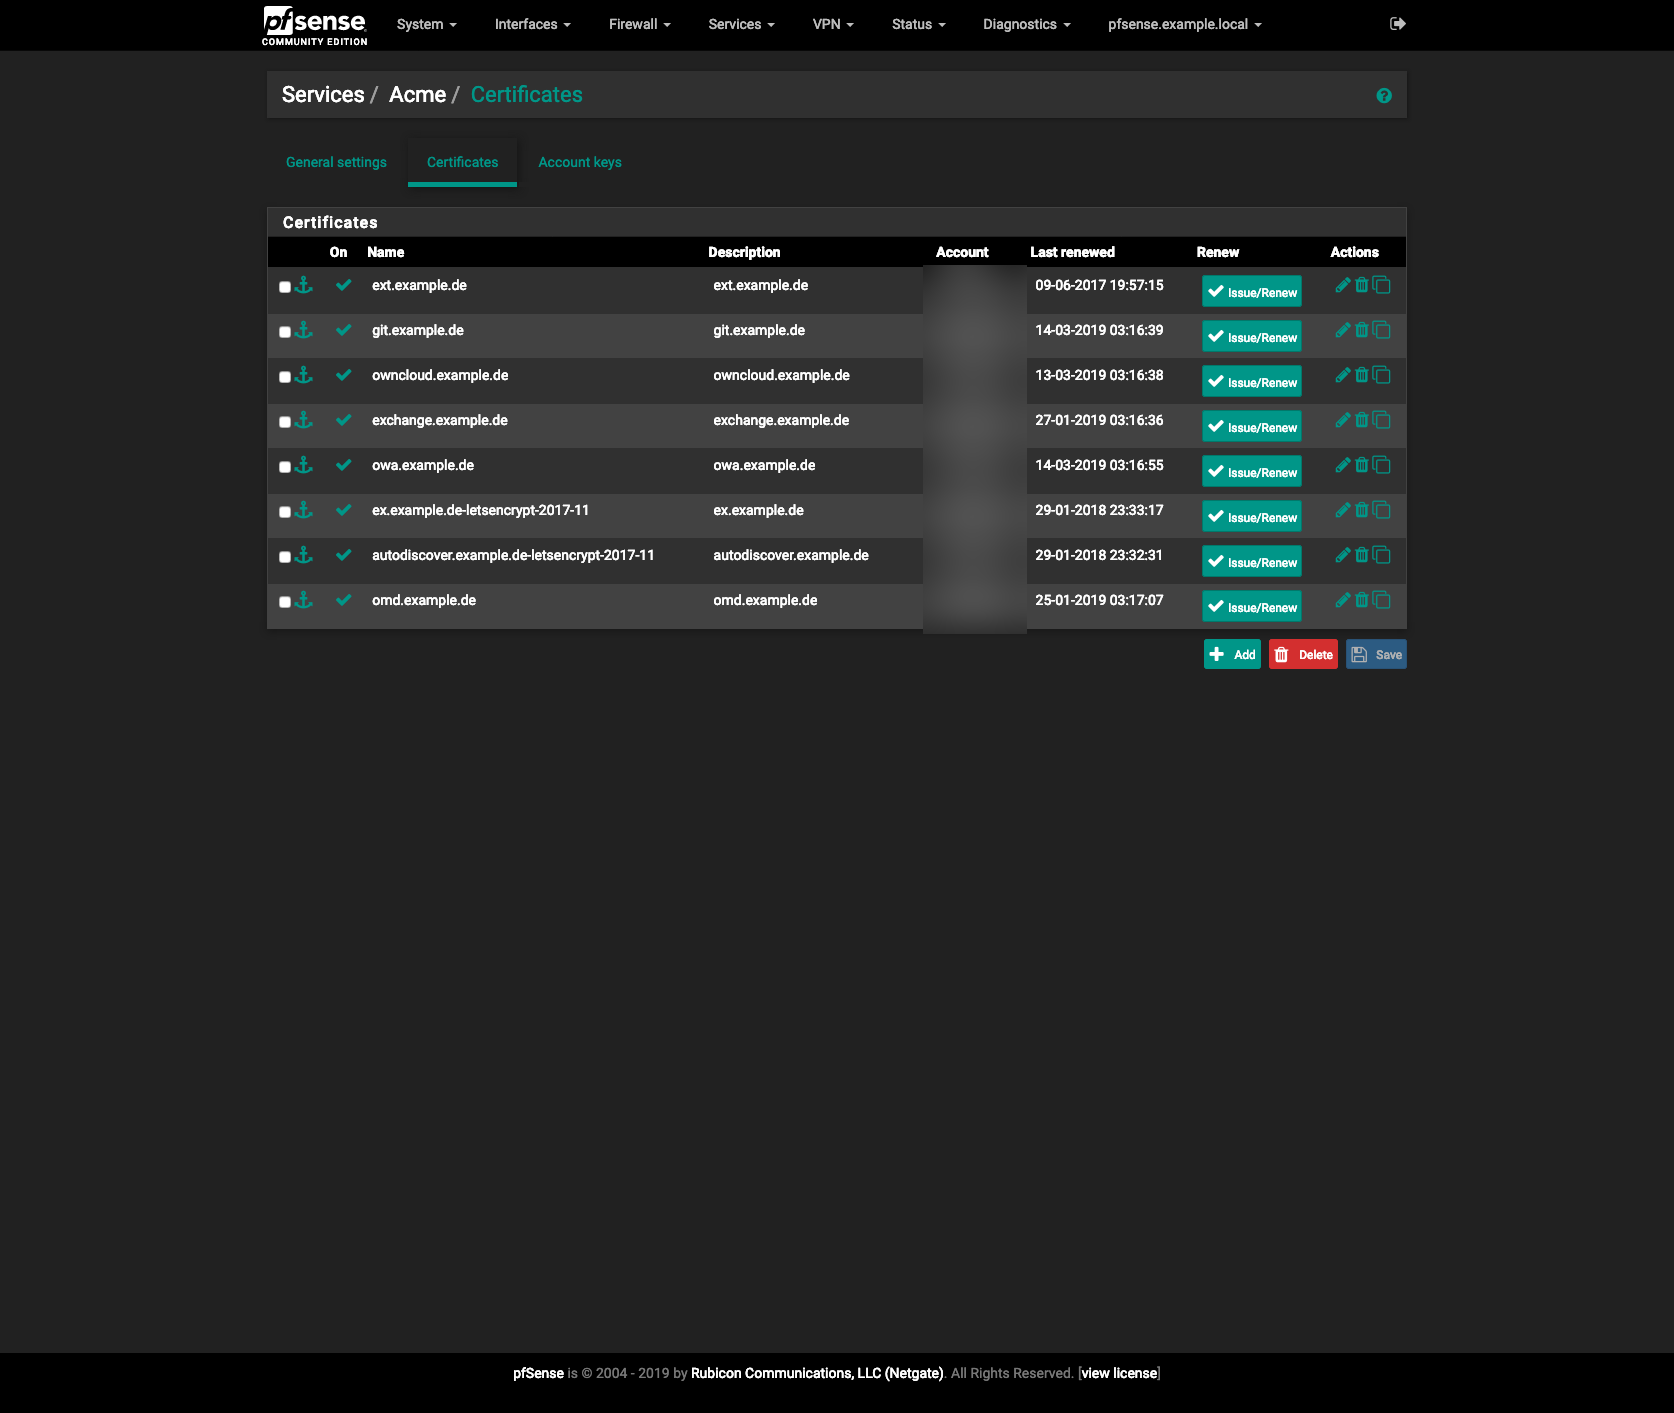 pfsense
COMMUNITY EDITION
System Interfaces Firewall Services VPN Status Diagnostics pfsense.example.local
Services / Acme / Certificates
General settings Certificates Account keys
Certificates
On Name Description Account Last renewed Renew Actions
ext.example.de ext.example.de 09-06-2017 19:57:15 Issue/Renew
git.example.de git.example.de 14-03-2019 03:16:39 Issue/Renew
owncloud.example.de owncloud.example.de 13-03-2019 03:16:38 Issue/Renew
exchange.example.de exchange.example.de 27-01-2019 03:16:36 Issue/Renew
owa.example.de owa.example.de 14-03-2019 03:16:55 Issue/Renew
ex.example.de-letsencrypt-2017-11 ex.example.de 29-01-2018 23:33:17 Issue/Renew
autodiscover.example.de-letsencrypt-2017-11 autodiscover.example.de 29-01-2018 23:32:31 Issue/Renew
omd.example.de omd.example.de 25-01-2019 03:17:07 Issue/Renew
Add Delete Save
pfSense is © 2004 - 2019 by Rubicon Communications, LLC (Netgate). All Rights Reserved. [view license]